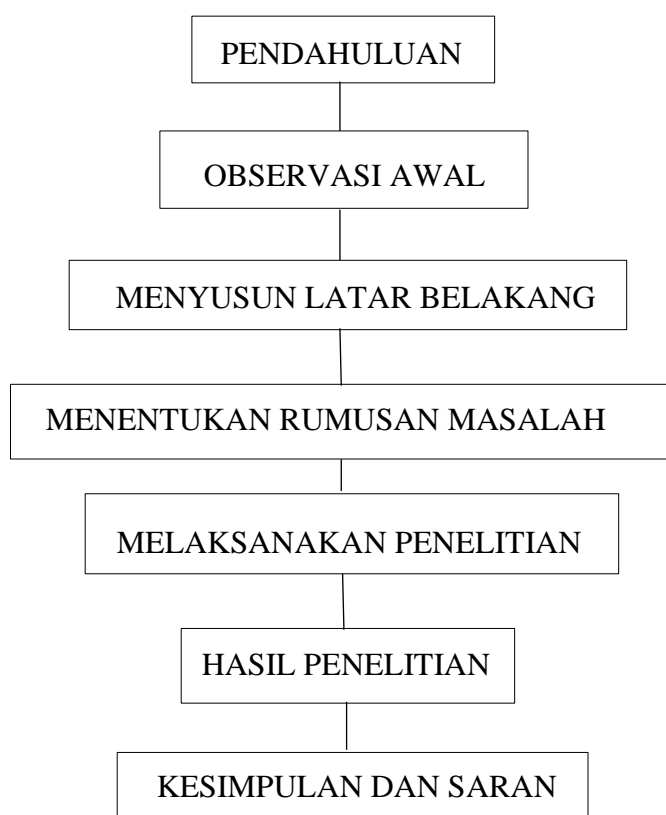 PENDAHULUAN
OBSERVASI AWAL
MENYUSUN LATAR BELAKANG
MENENTUKAN RUMUSAN MASALAH
MELAKSANAKAN PENELITIAN
HASIL PENELITIAN
KESIMPULAN DAN SARAN